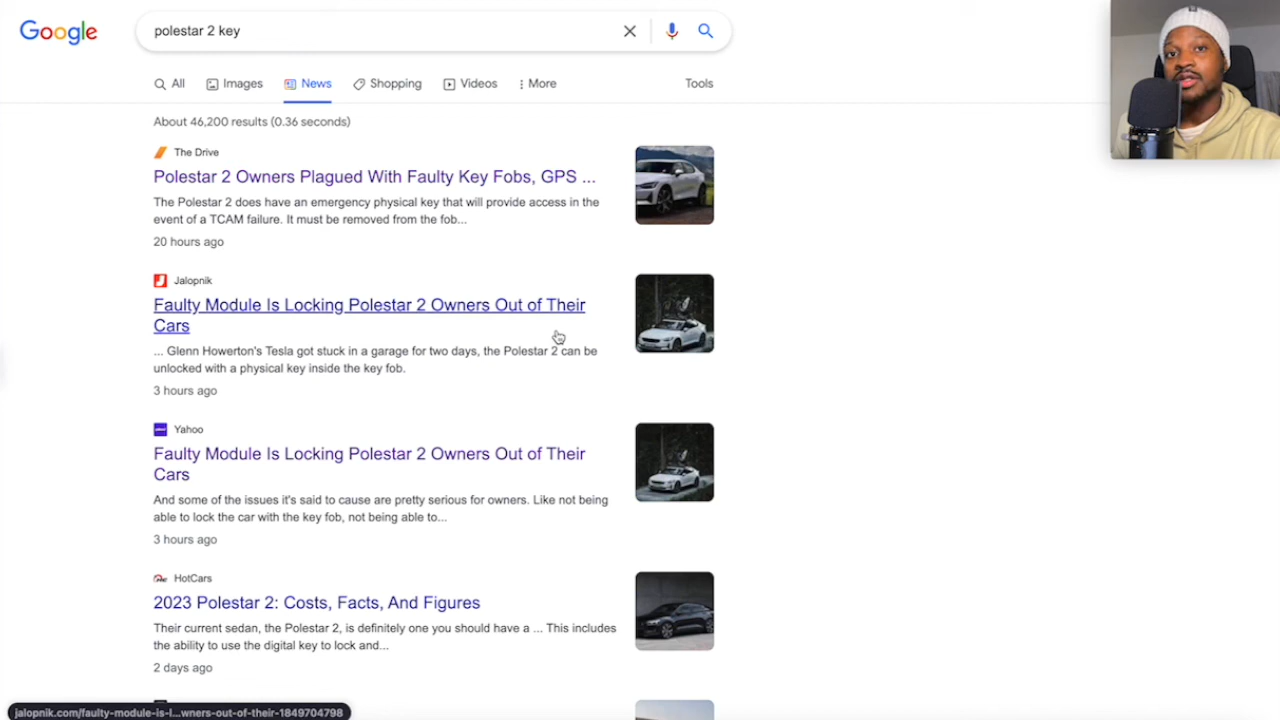 Google
polestar 2 key
All
Images
News
Shopping
Videos
More
Tools
About 46,200 results (0.36 seconds)
The Drive
Polestar 2 Owners Plagued With Faulty Key Fobs, GPS ...
The Polestar 2 does have an emergency physical key that will provide access in the
event of a TCAM failure. It must be removed from the fob...
20 hours ago
Jalopnik
Faulty Module Is Locking Polestar 2 Owners Out of Their
Cars
... Glenn Howerton's Tesla got stuck in a garage for two days, the Polestar 2 can be
unlocked with a physical key inside the key fob.
3 hours ago
Yahoo
Faulty Module Is Locking Polestar 2 Owners Out of Their
Cars
And some of the issues it's said to cause are pretty serious for owners. Like not being
able to lock the car with the key fob, not being able to...
3 hours ago
HotCars
2023 Polestar 2: Costs, Facts, And Figures
Their current sedan, the Polestar 2, is definitely one you should have a ... This includes
the ability to use the digital key to lock and...
2 days ago
jalopnik.com/faulty-module-is-l...wners-out-of-their-1849704798